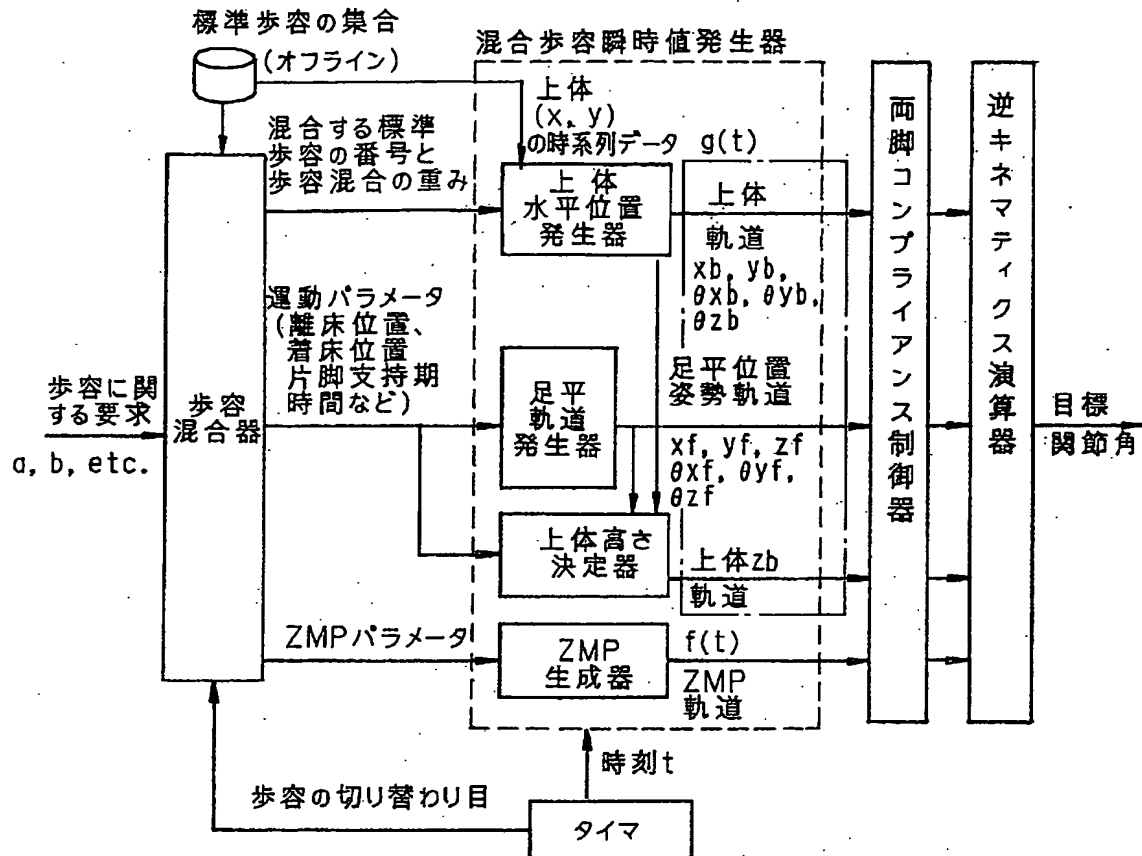 標準歩容の集合
(オフライン)
混合歩容瞬時値発生器
上体
(x, y)
の時系列データ
g(t)
混合する標準
歩容の番号と
歩容混合の重み
上体
水平位置
発生器
上体
軌道
xb, yb,
θxb, θyb,
θzb
運動パラメータ
(離床位置、
着床位置
片脚支持期
時間など)
歩容に関
する要求
a, b, etc.
歩容
混合器
足平
軌道
発生器
足平位置
姿勢軌道
xf, yf, zf
θxf, θyf,
θzf
上体高さ
決定器
上体zb
軌道
ZMPパラメータ
ZMP
生成器
f(t)
ZMP
軌道
両脚コンプライアンス制御器
逆キネマティクス演算器
目標
関節角
時刻t
歩容の切り替わり目
タイマ